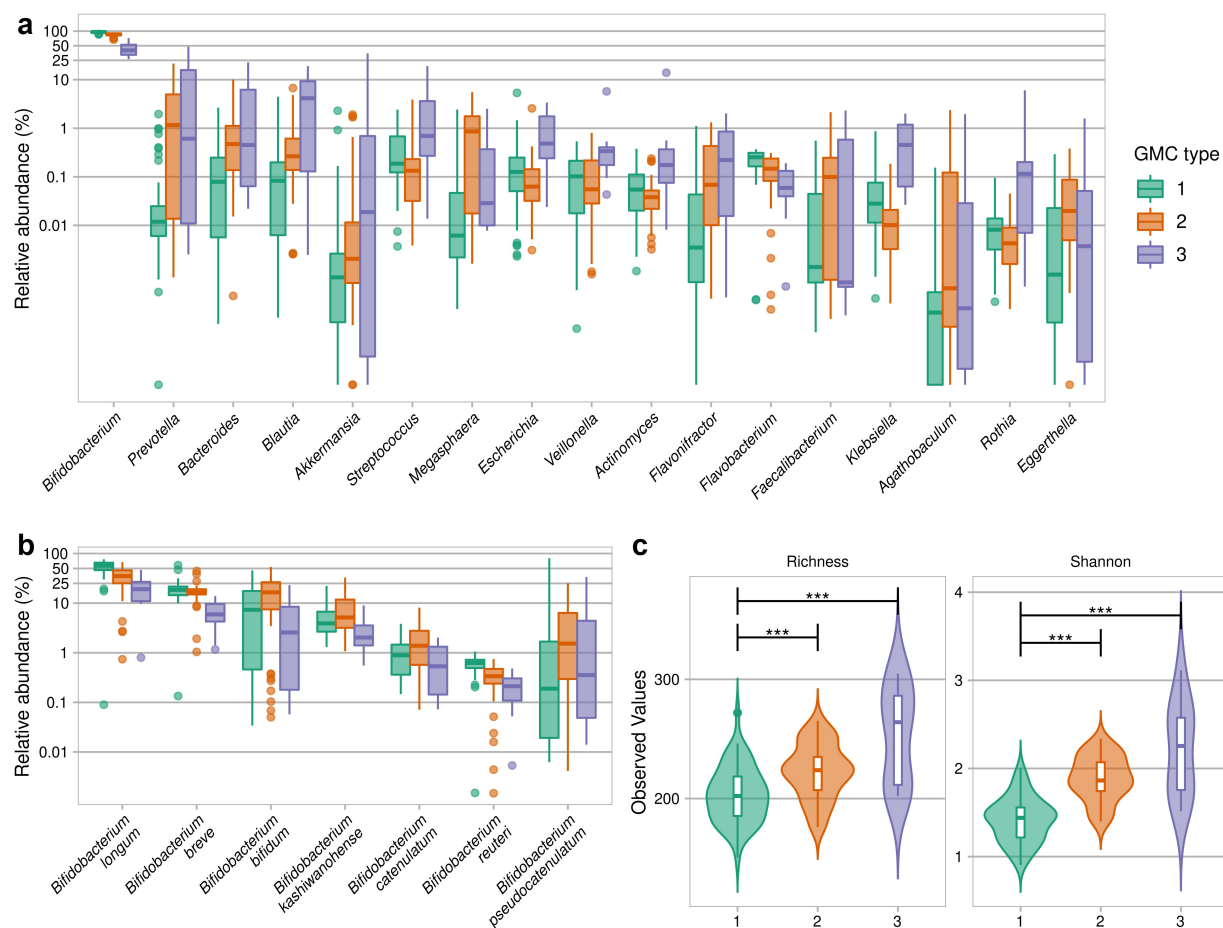 a
Relative abundance (%)
100
50
25
10
1
0.1
0.01
Bifidobacterium
Prevotella
Bacteroides
Blautia
Akkermansia
Streptococcus
Megasphaera
Escherichia
Veillonella
Actinomyces
Flavonifractor
Flavobacterium
Faecalibacterium
Klebsiella
Agathobaculum
Rothia
Eggerthella
GMC type
1
2
3
b
Relative abundance (%)
100
50
25
10
1
0.1
0.01
Bifidobacterium
longum
Bifidobacterium
breve
Bifidobacterium
bifidum
Bifidobacterium
kashiwanohense
Bifidobacterium
catenulatum
Bifidobacterium
reuteri
Bifidobacterium
pseudocatenulatum
c
Observed Values
Richness
300
200
***
***
1 2 3
Shannon
4
3
2
1
***
***
1 2 3